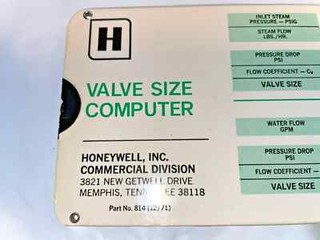 H
VALVE SIZE
COMPUTER
HONEYWELL, INC.
COMMERCIAL DIVISION
3821 NEW GETWELL DRIVE
MEMPHIS, TENN EE 38118
Part No. 814 (12/71)
INLET STEAM
PRESSURE – PSIG
STEAM FLOW
LBS./HR.
PRESSURE DROP
PSI
FLOW COEFFICIENT – Cv
VALVE SIZE
WATER FLOW
GPM
PRESSURE DROP
PSI
FLOW COEFFICIENT –
VALVE SIZE